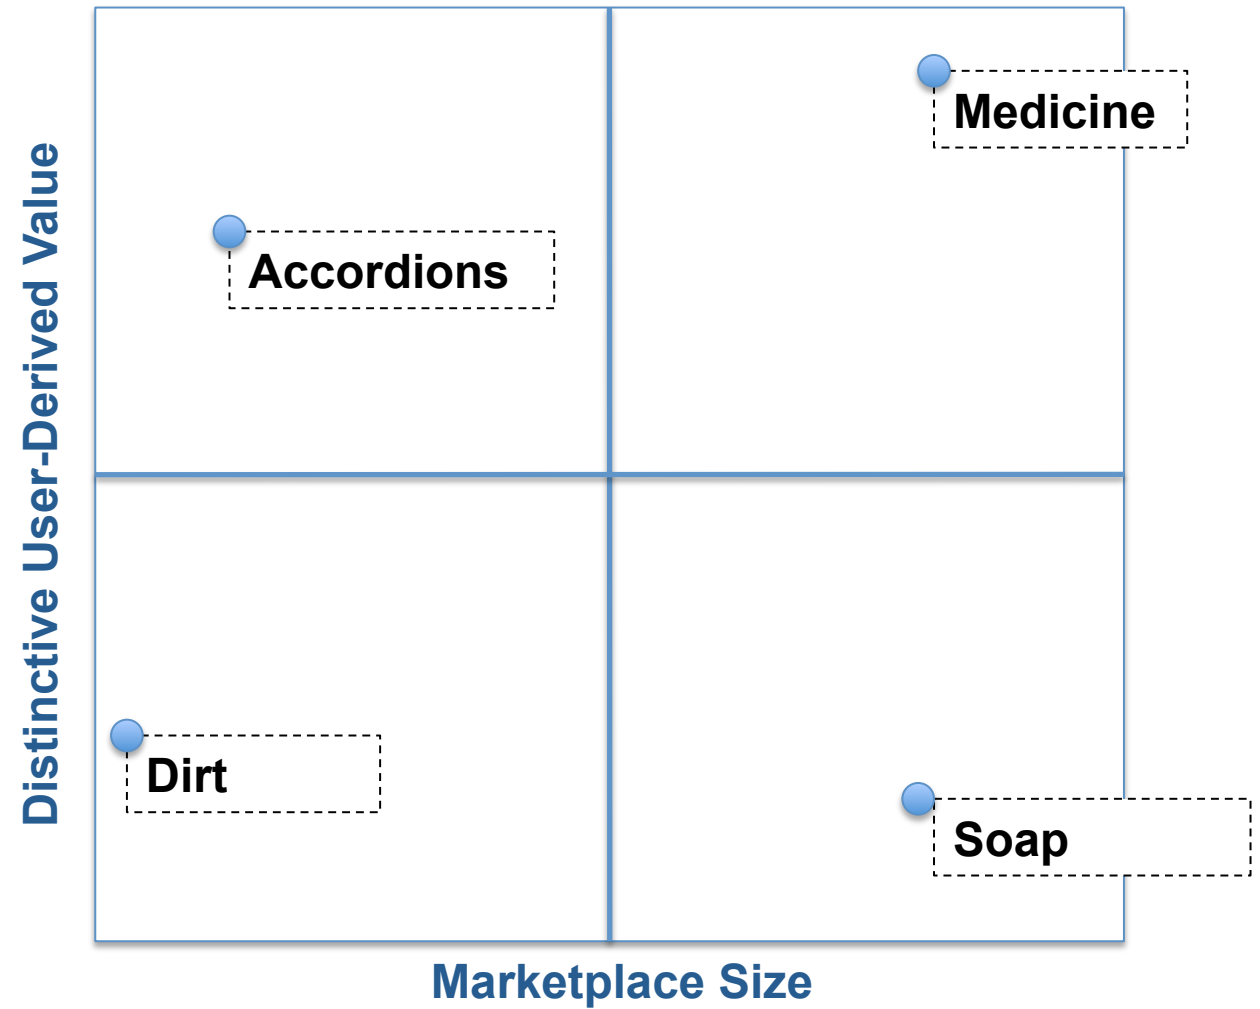 Distinctive User-Derived Value
Medicine
Accordions
Dirt
Soap
Marketplace Size